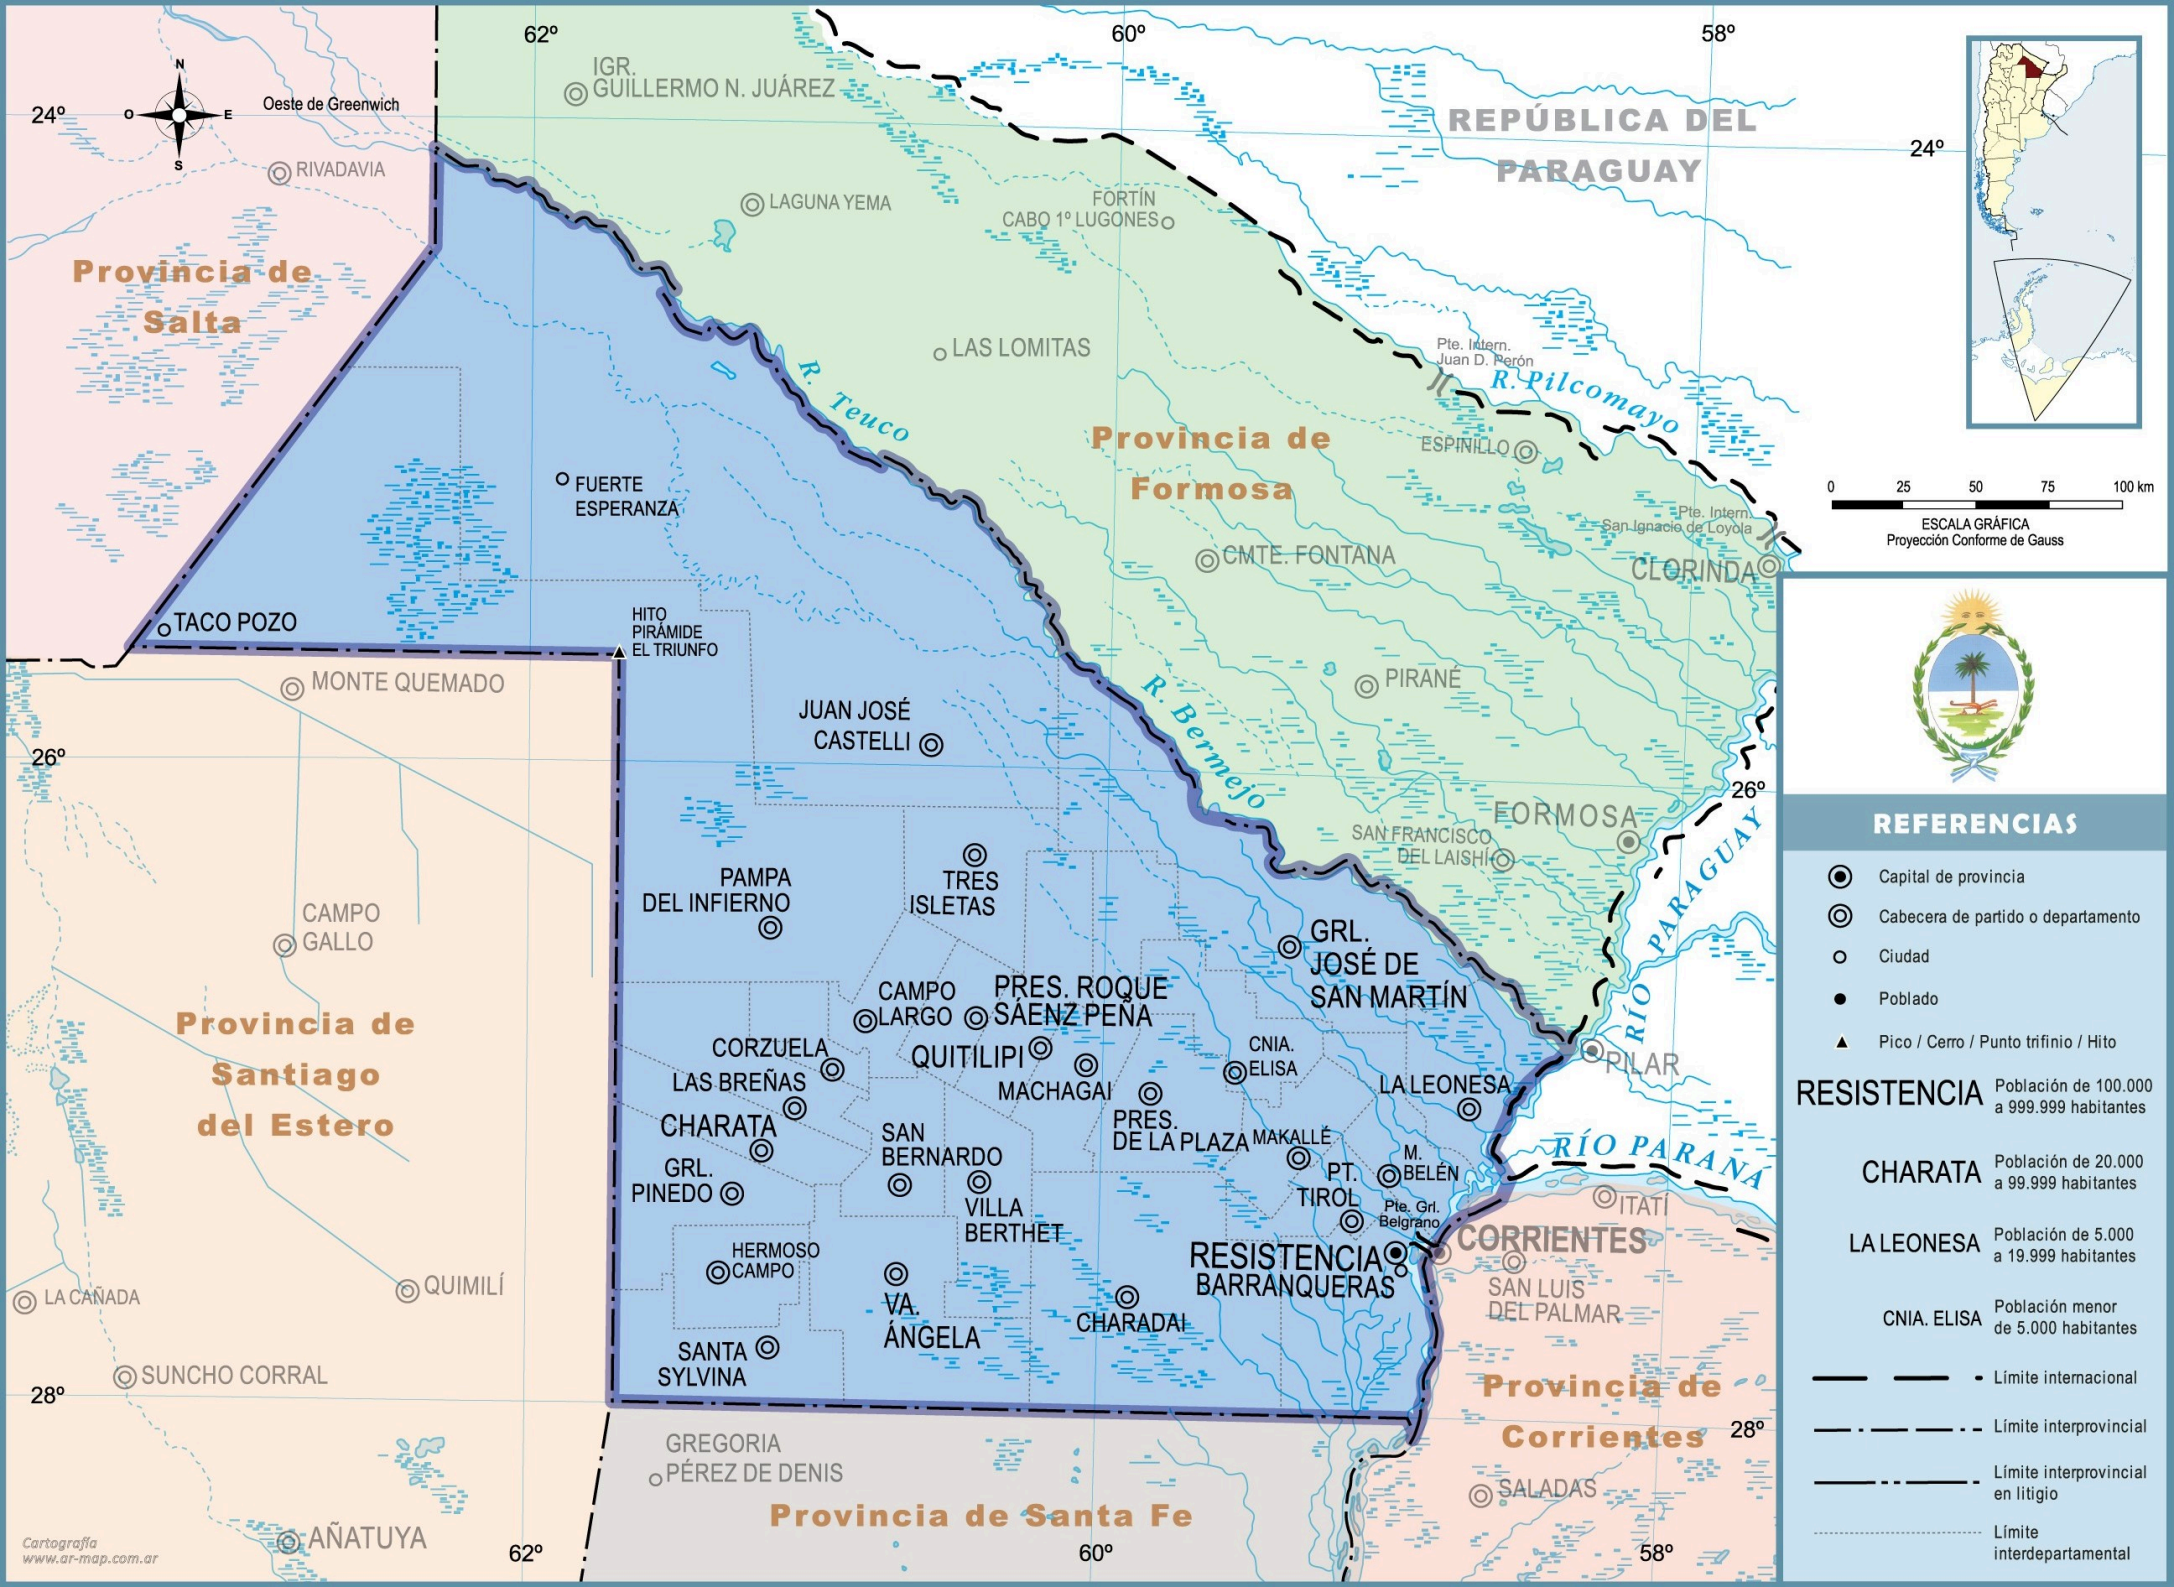 62º
60º
58º
N
O
E
S
Oeste de Greenwich
24º
24º
IGR.
GUILLERMO N. JUÁREZ
REPÚBLICA DEL
PARAGUAY
RIVADAVIA
LAGUNA YEMA
FORTÍN
CABO 1º LUGONES
Provincia de
Salta
LAS LOMITAS
R. Teuco
Pte. Intern.
Juan D. Perón
R. Pilcomayo
Provincia de
Formosa
ESPINILLO
FUERTE
ESPERANZA
Pte. Intern.
San Ignacio de Loyola
CMTE. FONTANA
CLORINDA
0 25 50 75 100 km
ESCALA GRÁFICA
Proyección Conforme de Gauss
TACO POZO
HITO
PIRÁMIDE
EL TRIUNFO
MONTE QUEMADO
PIRANÉ
R. Bermejo
JUAN JOSÉ
CASTELLI
26º
26º
FORMOSA
SAN FRANCISCO
DEL LAISHÍ
RÍO PARAGUAY
PAMPA
DEL INFIERNO
TRES
ISLETAS
CAMPO
GALLO
GRL.
JOSÉ DE
SAN MARTÍN
CAMPO
LARGO
PRES. ROQUE
SÁENZ PEÑA
Provincia de
Santiago
del Estero
CORZUELA
QUITILIPI
CNIA.
ELISA
PILAR
LAS BREÑAS
MACHAGAI
LA LEONESA
CHARATA
SAN
BERNARDO
PRES.
DE LA PLAZA
MAKALLÉ
RÍO PARANÁ
GRL.
PINEDO
M.
BELÉN
PT.
TIROL
VILLA
BERTHET
Pte. Grl.
Belgrano
ITATÍ
CORRIENTES
HERMOSO
CAMPO
RESISTENCIA
BARRANQUERAS
QUIMILÍ
LA CAÑADA
SAN LUIS
DEL PALMAR
VA.
ÁNGELA
CHARADAI
SANTA
SYLVINA
SUNCHO CORRAL
28º
28º
Provincia de
Corrientes
GREGORIA
PÉREZ DE DENIS
SALADAS
Provincia de Santa Fe
AÑATUYA
Cartografía
www.ar-map.com.ar
62º
60º
58º
REFERENCIAS
Capital de provincia
Cabecera de partido o departamento
Ciudad
Poblado
Pico / Cerro / Punto trifinio / Hito
RESISTENCIA Población de 100.000
a 999.999 habitantes
CHARATA Población de 20.000
a 99.999 habitantes
LA LEONESA Población de 5.000
a 19.999 habitantes
CNIA. ELISA Población menor
de 5.000 habitantes
Límite internacional
Límite interprovincial
Límite interprovincial
en litigio
Límite
interdepartamental